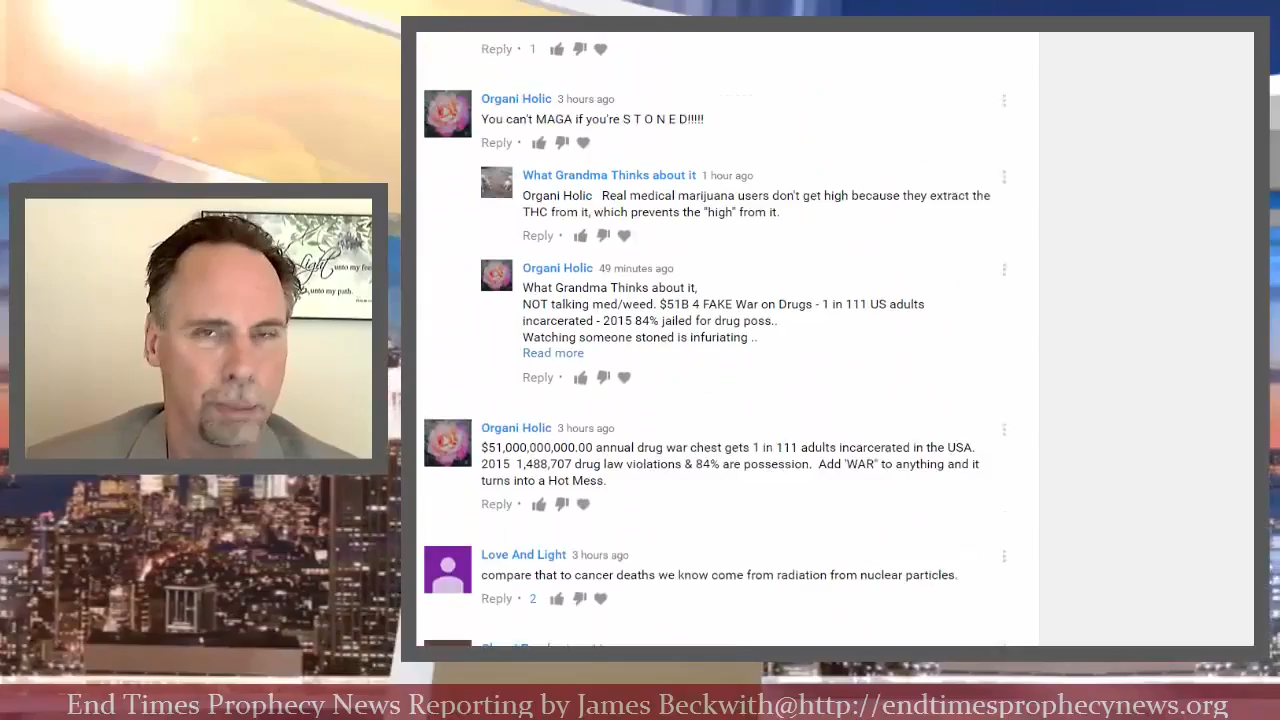 Light unto my feet
unto my path.
Reply · 1
Organi Holic 3 hours ago
You can't MAGA if you're S T O N E D!!!!!
Reply ·
What Grandma Thinks about it 1 hour ago
Organi Holic Real medical marijuana users don't get high because they extract the
THC from it, which prevents the "high" from it.
Reply ·
Organi Holic 49 minutes ago
What Grandma Thinks about it,
NOT talking med/weed. $51B 4 FAKE War on Drugs - 1 in 111 US adults
incarcerated - 2015 84% jailed for drug poss..
Watching someone stoned is infuriating ..
Read more
Reply ·
Organi Holic 3 hours ago
$51,000,000,000.00 annual drug war chest gets 1 in 111 adults incarcerated in the USA.
2015 1,488,707 drug law violations & 84% are possession. Add 'WAR" to anything and it
turns into a Hot Mess.
Reply ·
Love And Light 3 hours ago
compare that to cancer deaths we know come from radiation from nuclear particles.
Reply · 2
End Times Prophecy News Reporting by James Beckwith@http://endtimesprophecynews.org